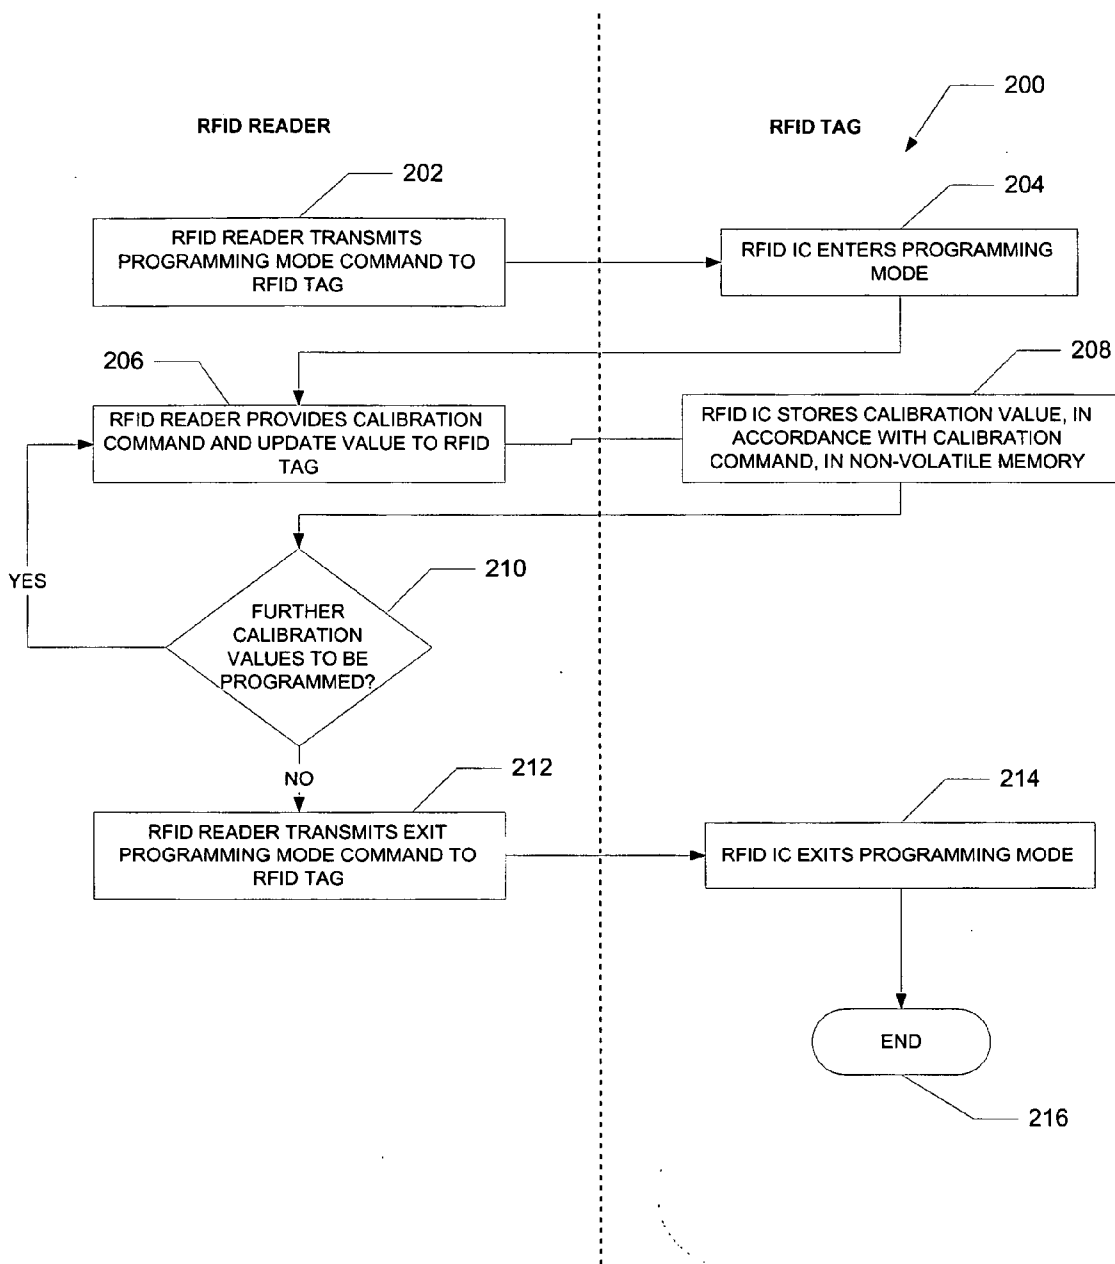 200
RFID READER
RFID TAG
202
204
RFID READER TRANSMITS
PROGRAMMING MODE COMMAND TO
RFID TAG
RFID IC ENTERS PROGRAMMING
MODE
206
208
RFID READER PROVIDES CALIBRATION
COMMAND AND UPDATE VALUE TO RFID
TAG
RFID IC STORES CALIBRATION VALUE, IN
ACCORDANCE WITH CALIBRATION
COMMAND, IN NON-VOLATILE MEMORY
YES
210
FURTHER
CALIBRATION
VALUES TO BE
PROGRAMMED?
NO
212
214
RFID READER TRANSMITS EXIT
PROGRAMMING MODE COMMAND TO
RFID TAG
RFID IC EXITS PROGRAMMING MODE
END
216